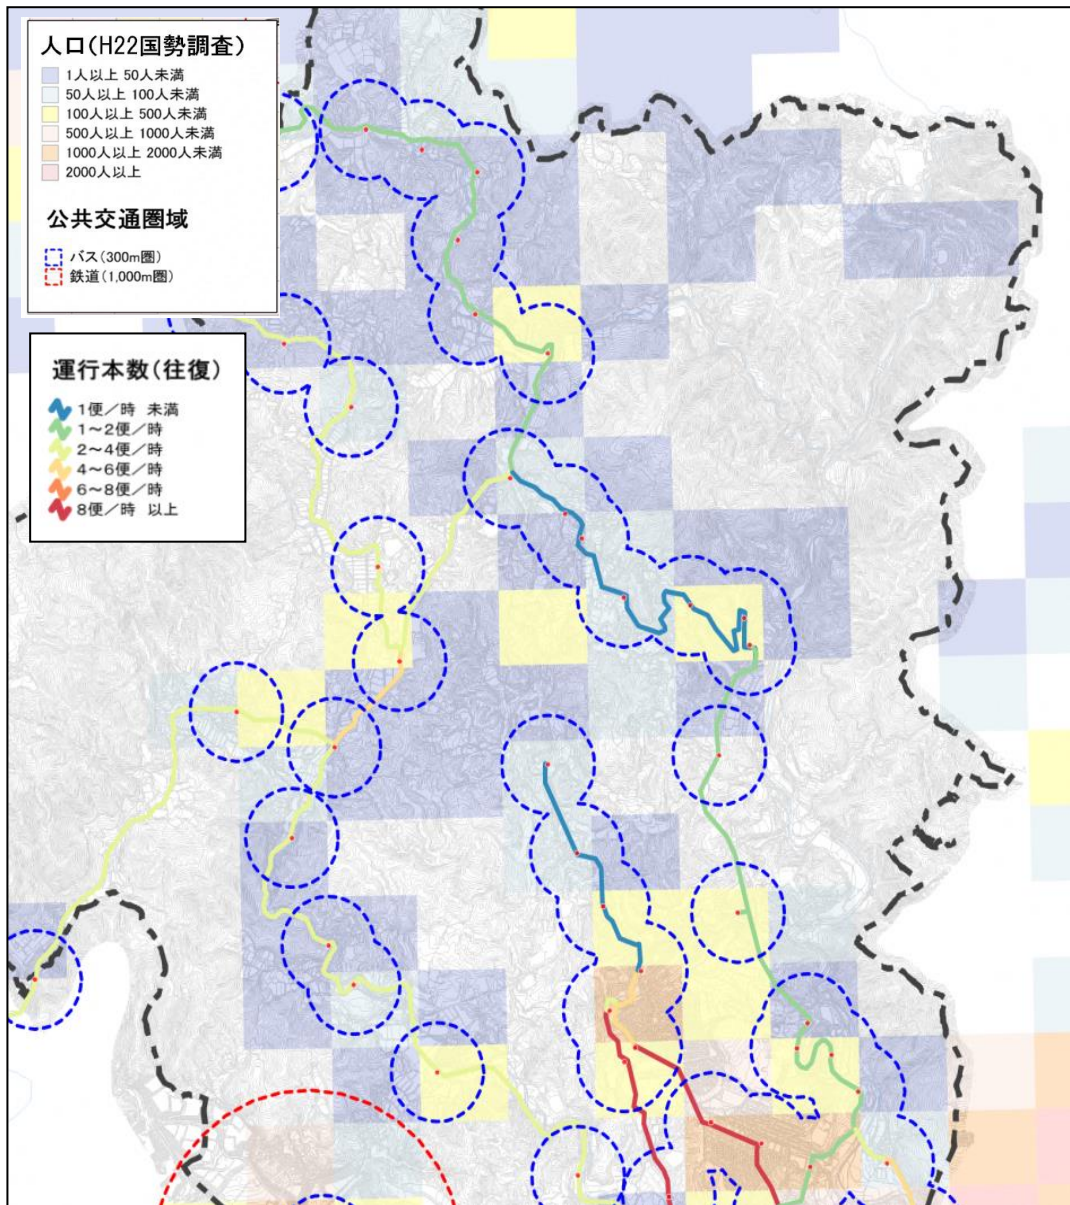 人口(H22国勢調査)
1人以上 50人未満
50人以上 100人未満
100人以上 500人未満
500人以上 1000人未満
1000人以上 2000人未満
2000人以上
公共交通圏域
バス(300m圏)
鉄道(1,000m圏)
運行本数(往復)
1便/時 未満
1～2便/時
2～4便/時
4～6便/時
6～8便/時
8便/時 以上